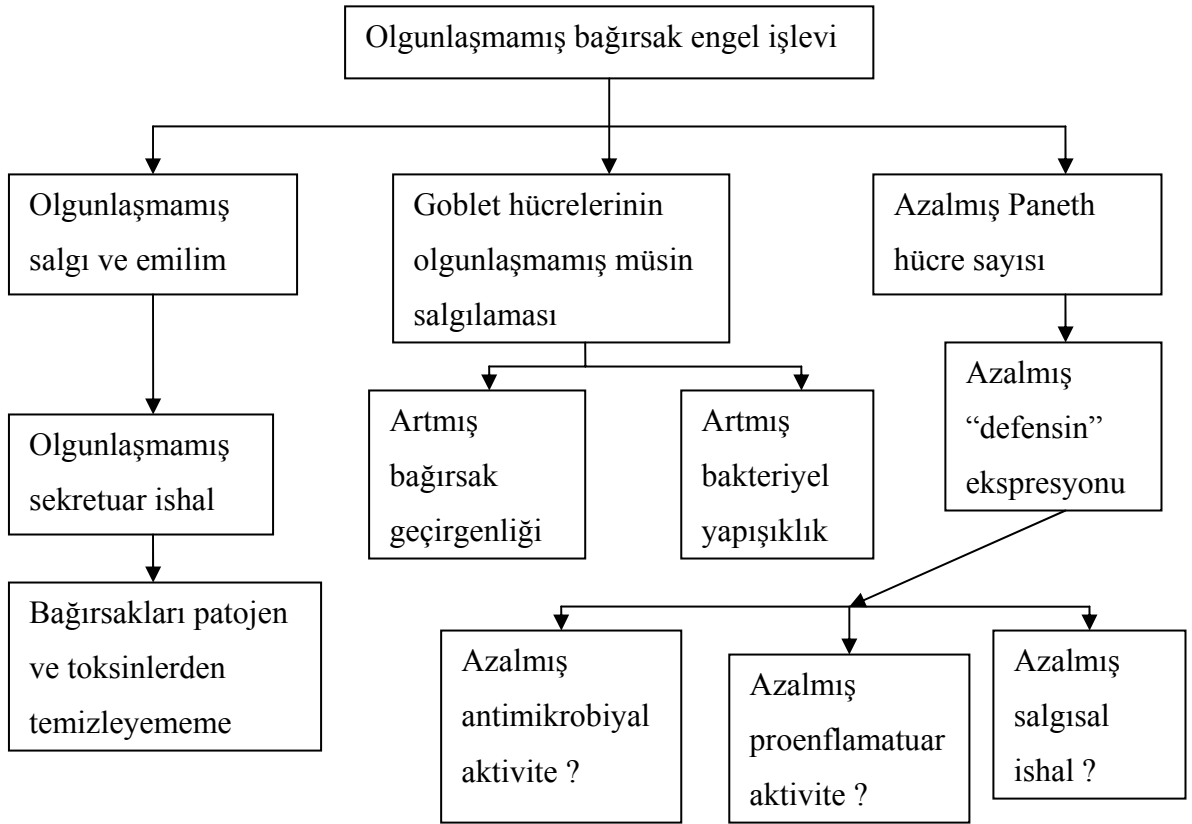 Olgunlaşmamış bağırsak engel işlevi
Olgunlaşmamış
salgı ve emilim
Goblet hücrelerinin
olgunlaşmamış müsin
salgılaması
Azalmış Paneth
hücre sayısı
Olgunlaşmamış
sekretuar ishal
Artmış
bağırsak
geçirgenliği
Artmış
bakteriyel
yapışıklık
Azalmış
“defensin”
ekspresyonu
Bağırsakları patojen
ve toksinlerden
temizleyememe
Azalmış
antimikrobiyal
aktivite ?
Azalmış
proenflamatuar
aktivite ?
Azalmış
salgısal
ishal ?